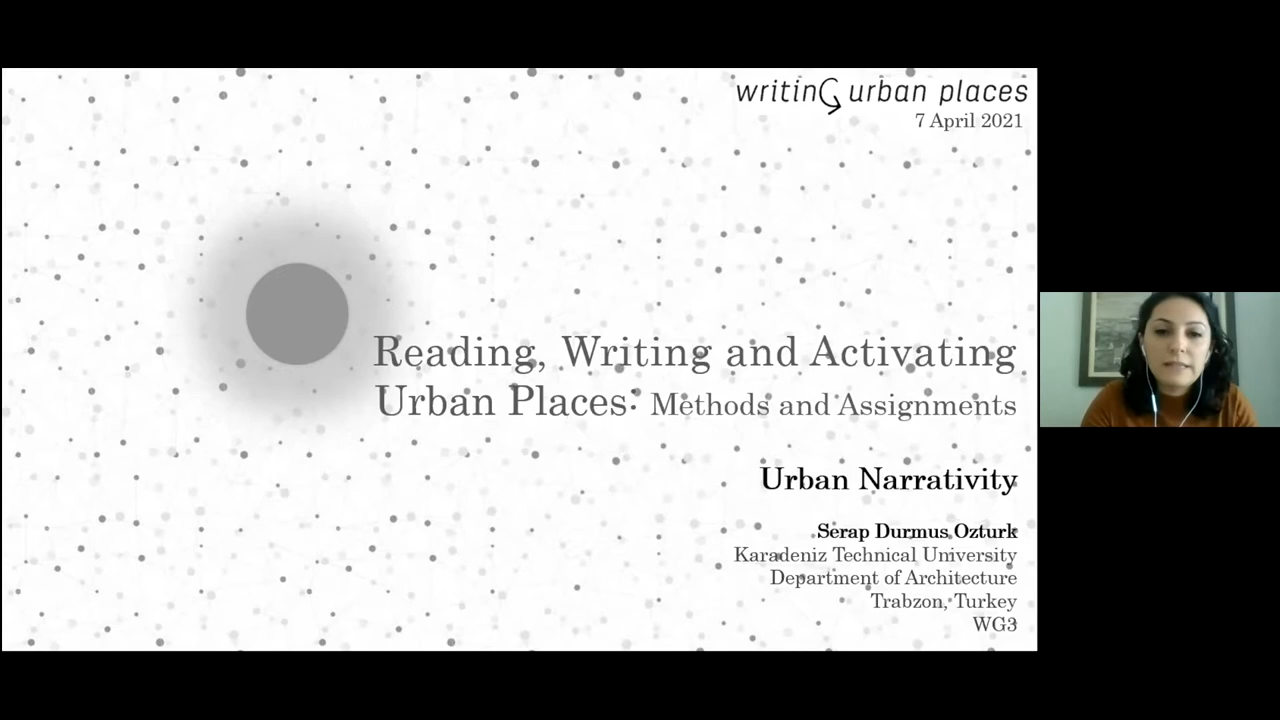 writing urban places
7 April 2021
Reading, Writing and Activating
Urban Places: Methods and Assignments
Urban Narrativity
Serap Durmus Ozturk
Karadeniz Technical University
Department of Architecture
Trabzon, Turkey
WG3